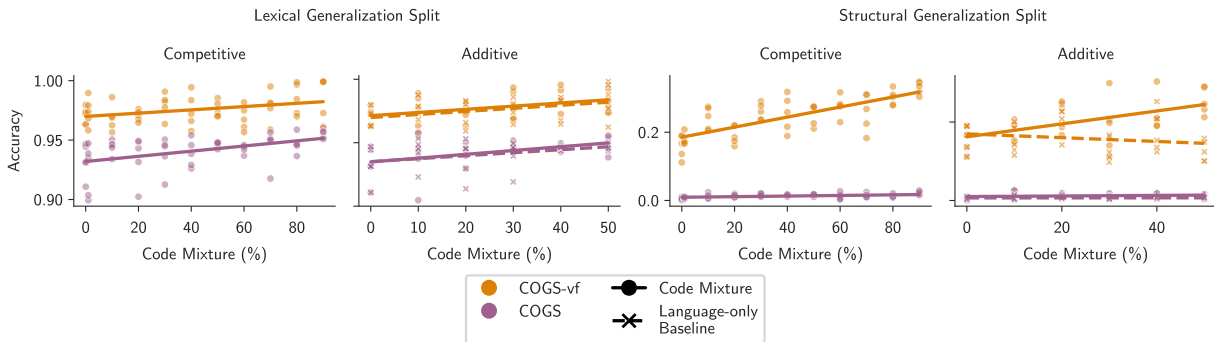 Lexical Generalization Split
Structural Generalization Split
Competitive
Additive
Competitive
Additive
Accuracy
1.00
0.95
0.90
0.2
0.0
0 20 40 60 80
0 10 20 30 40 50
0 20 40 60 80
0 20 40
Code Mixture (%)
Code Mixture (%)
Code Mixture (%)
Code Mixture (%)
COGS-vf
COGS
Code Mixture
Language-only
Baseline